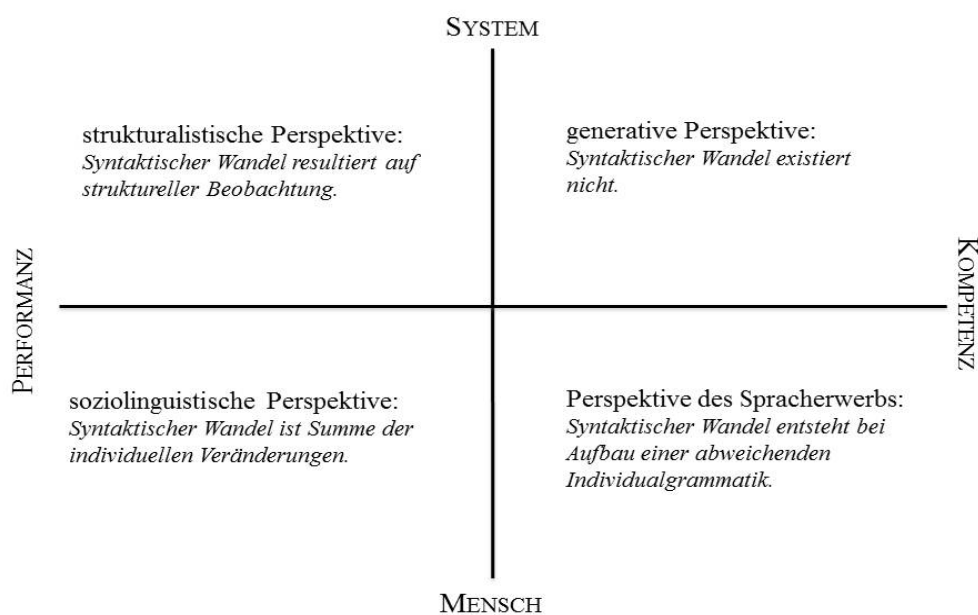 SYSTEM
strukturalistische Perspektive:
Syntaktischer Wandel resultiert auf
struktureller Beobachtung.
generative Perspektive:
Syntaktischer Wandel existiert
nicht.
PERFORMANZ
KOMPETENZ
soziolinguistische Perspektive:
Syntaktischer Wandel ist Summe der
individuellen Veränderungen.
Perspektive des Spracherwerbs:
Syntaktischer Wandel entsteht bei
Aufbau einer abweichenden
Individualgrammatik.
MENSCH